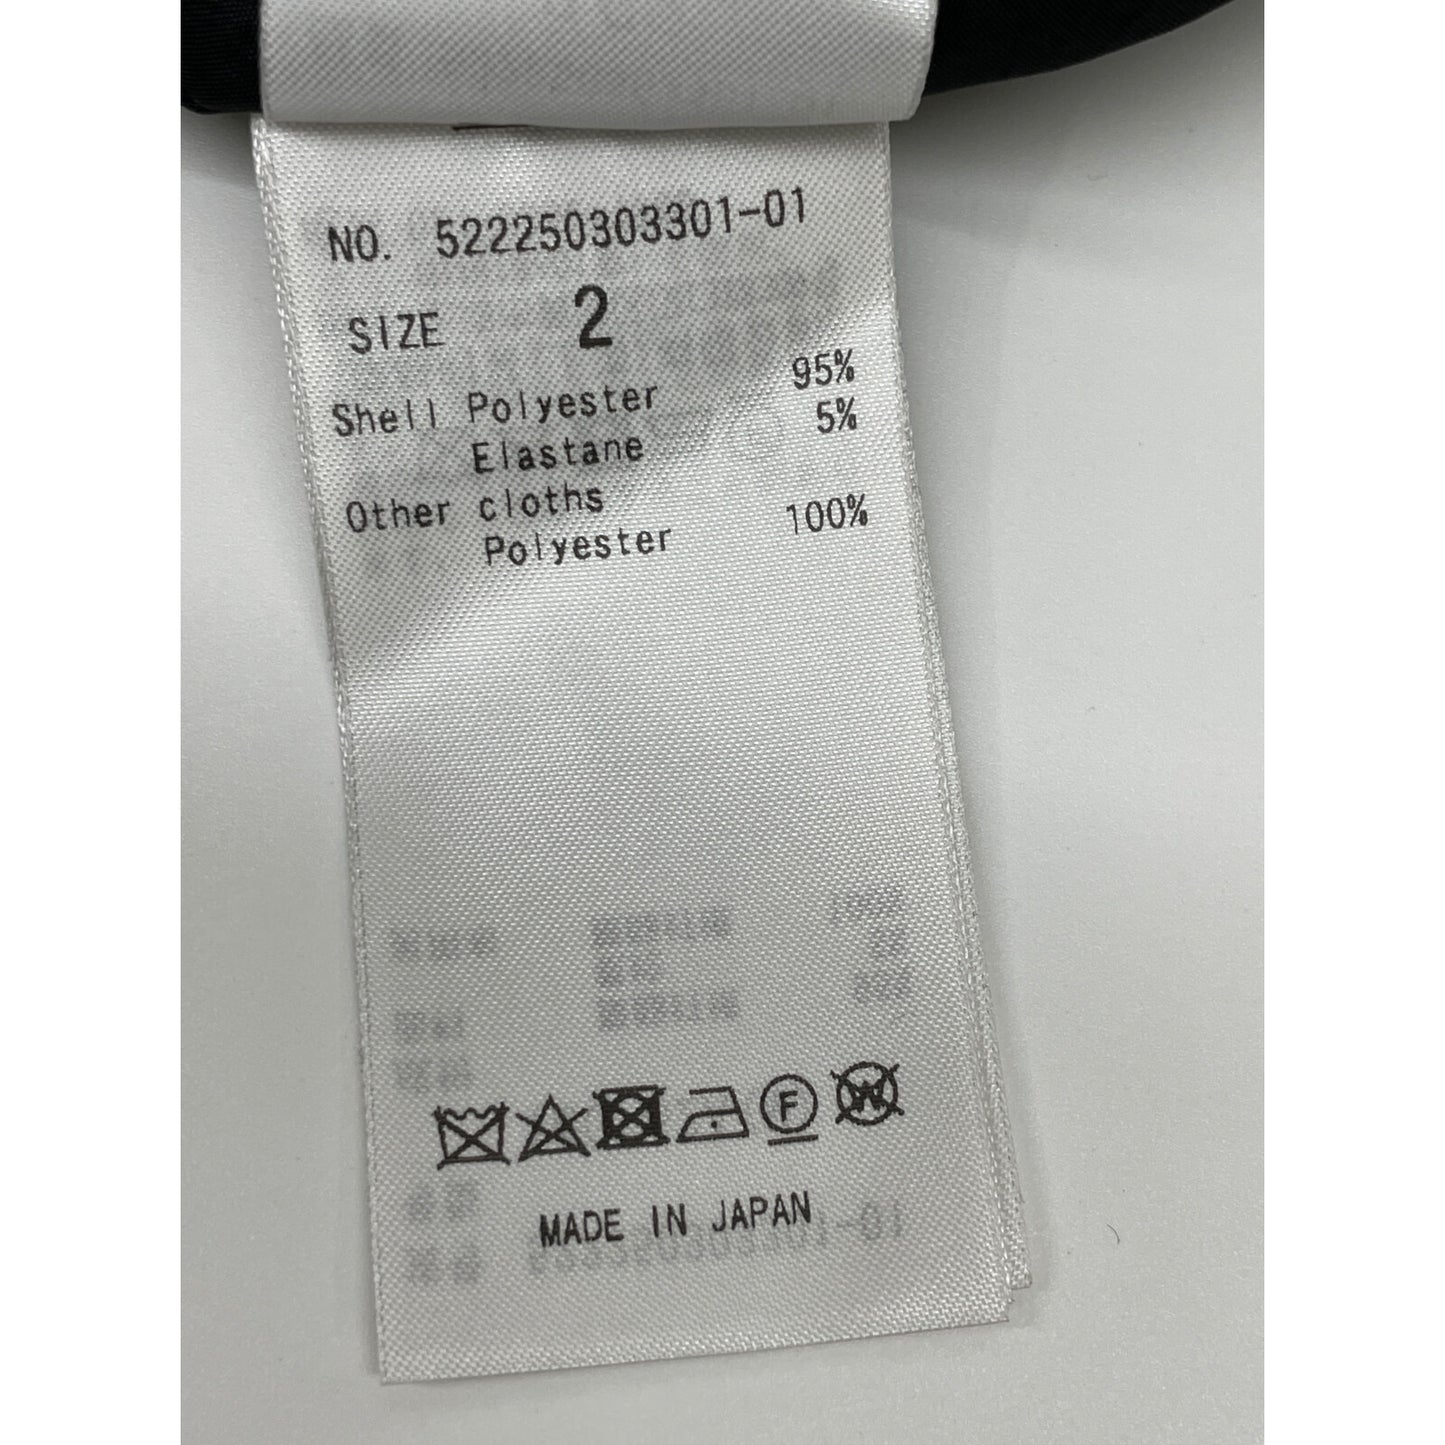 NO. 522250303301-01
SIZE 2
Shell Polyester 95%
Elastane 5%
Other cloths
Polyester 100%
F W
MADE IN JAPAN